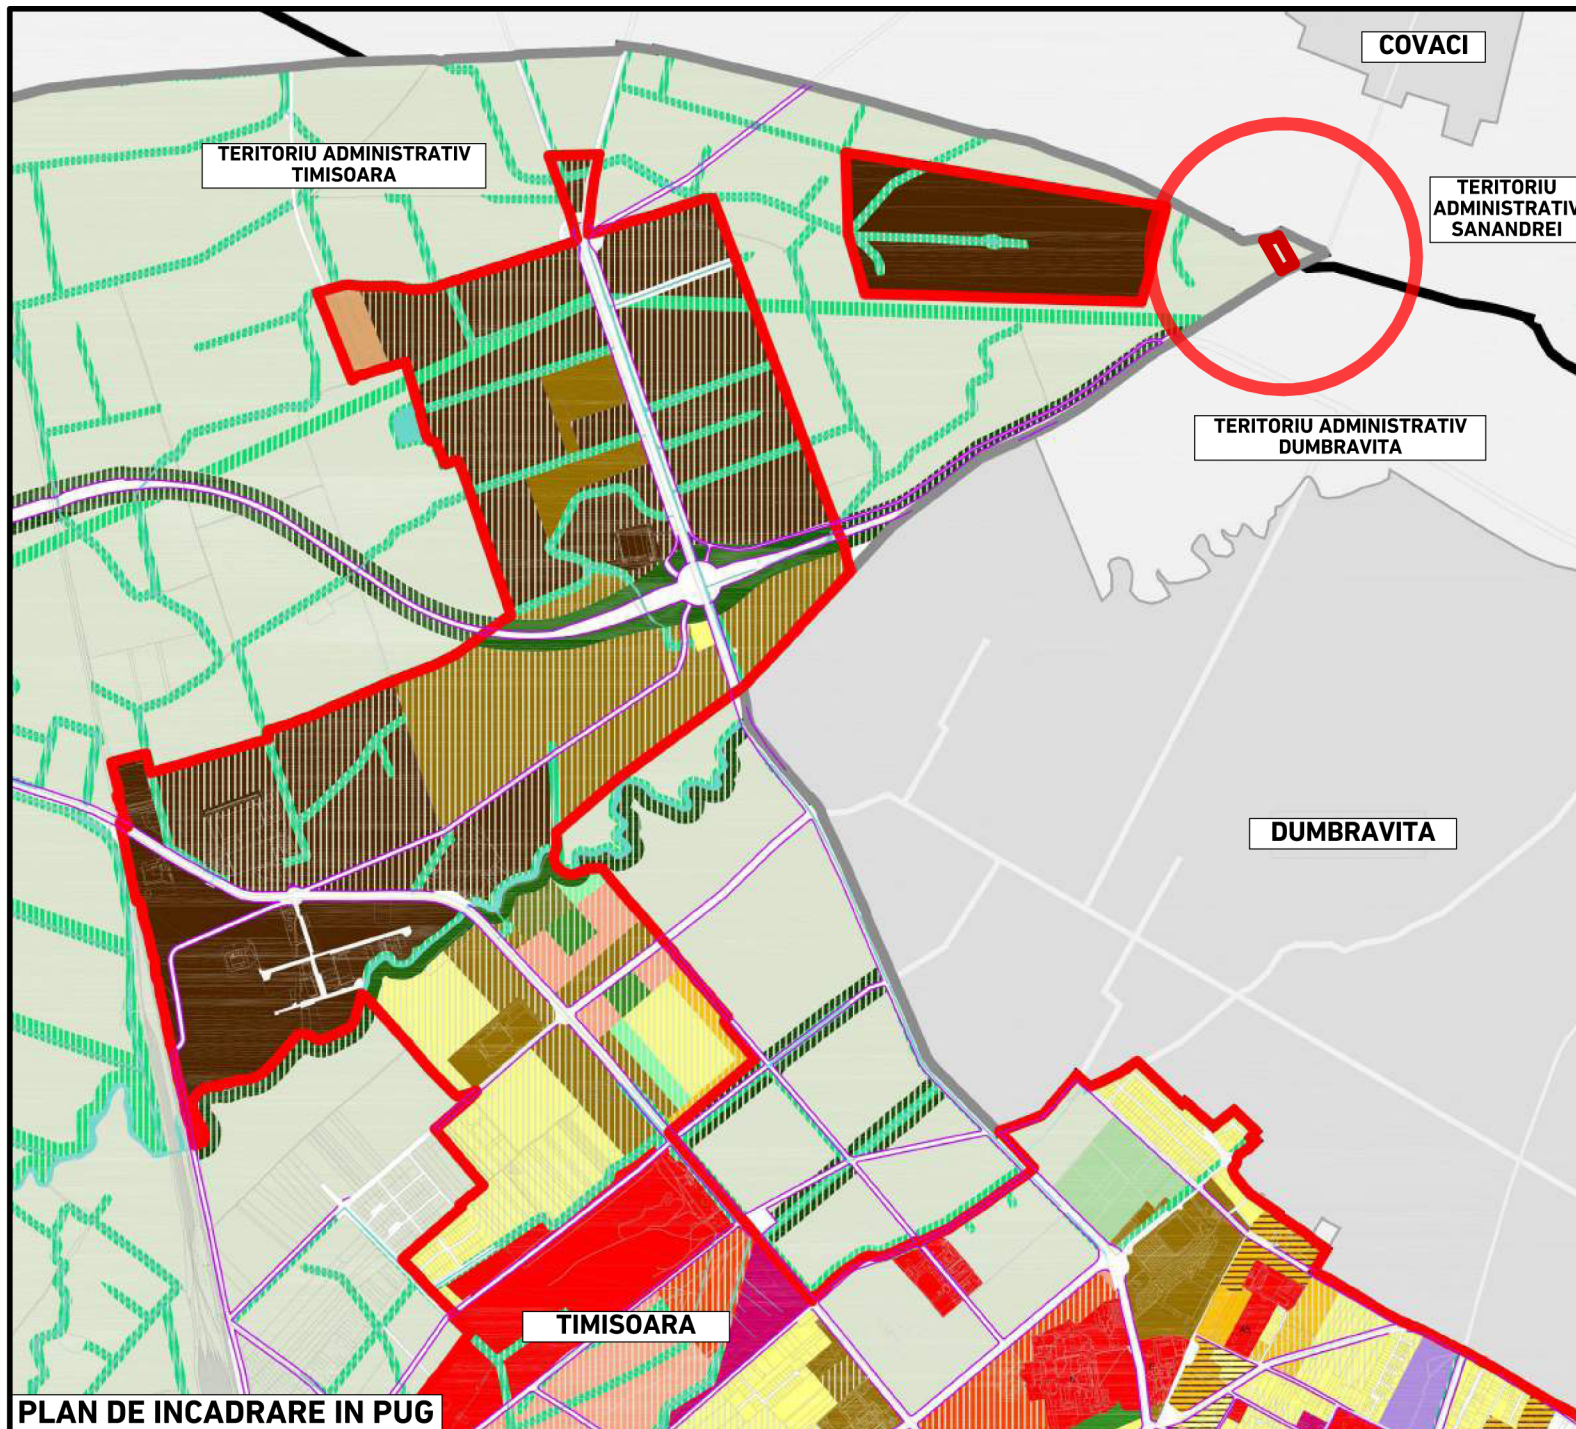 COVACI
TERITORIU ADMINISTRATIV
TIMISOARA
TERITORIU
ADMINISTRATIV
SANANDREI
TERITORIU ADMINISTRATIV
DUMBRAVITA
DUMBRAVITA
TIMISOARA
PLAN DE INCADRARE IN PUG